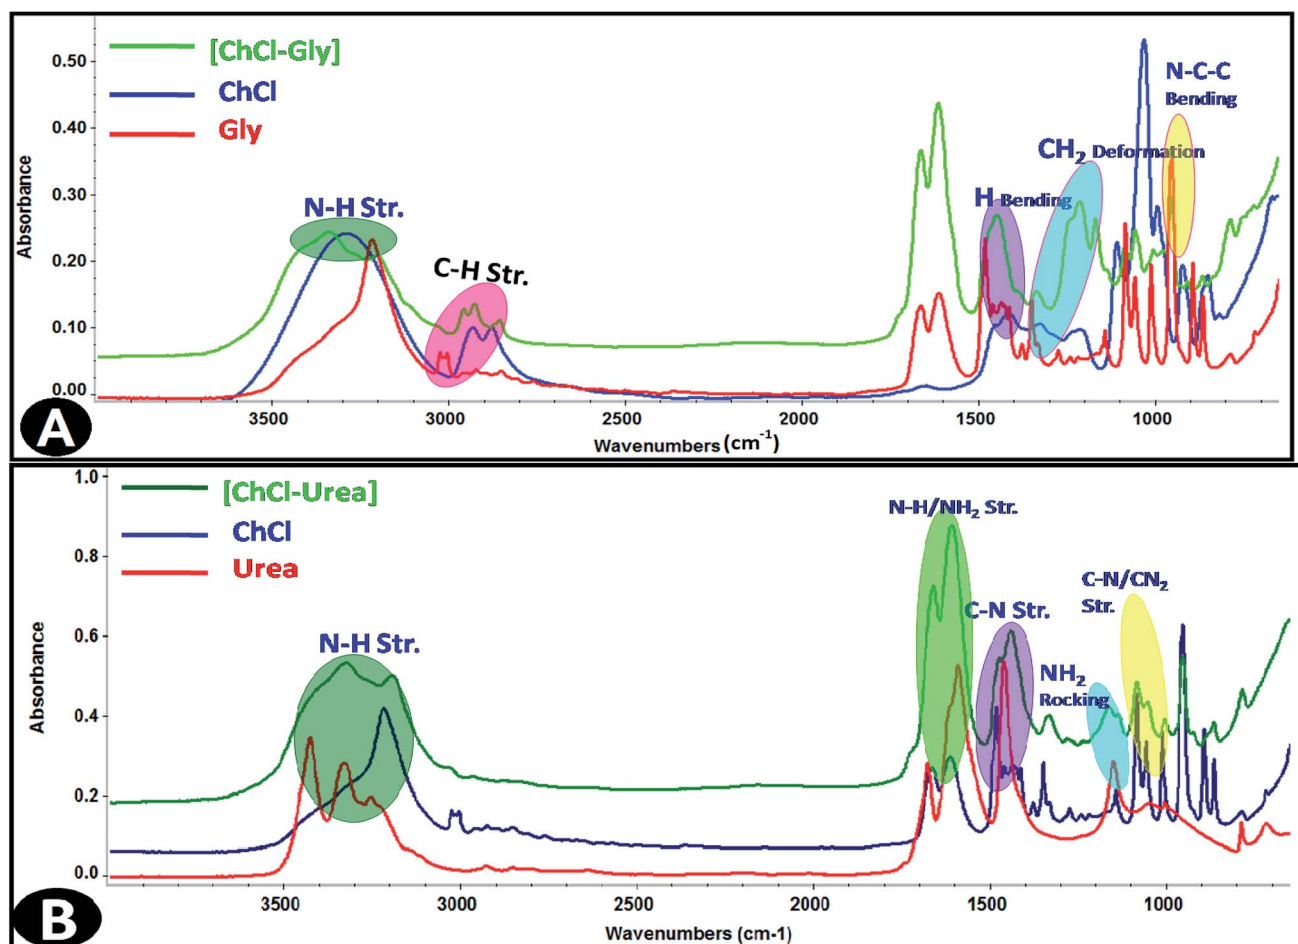 [ChCl-Gly]
ChCl
Gly
N-H Str.
C-H Str.
H Bending
CH2 Deformation
N-C-C
Bending
0.50
0.40
0.30
0.20
0.10
0.00
Absorbance
3500
3000
2500
2000
1500
1000
Wavenumbers (cm-1)
A
[ChCl-Urea]
ChCl
Urea
N-H Str.
N-H/NH2 Str.
C-N Str.
NH2
Rocking
C-N/CN2
Str.
1.0
0.8
0.6
0.4
0.2
0.0
Absorbance
3500
3000
2500
2000
1500
1000
Wavenumbers (cm-1)
B